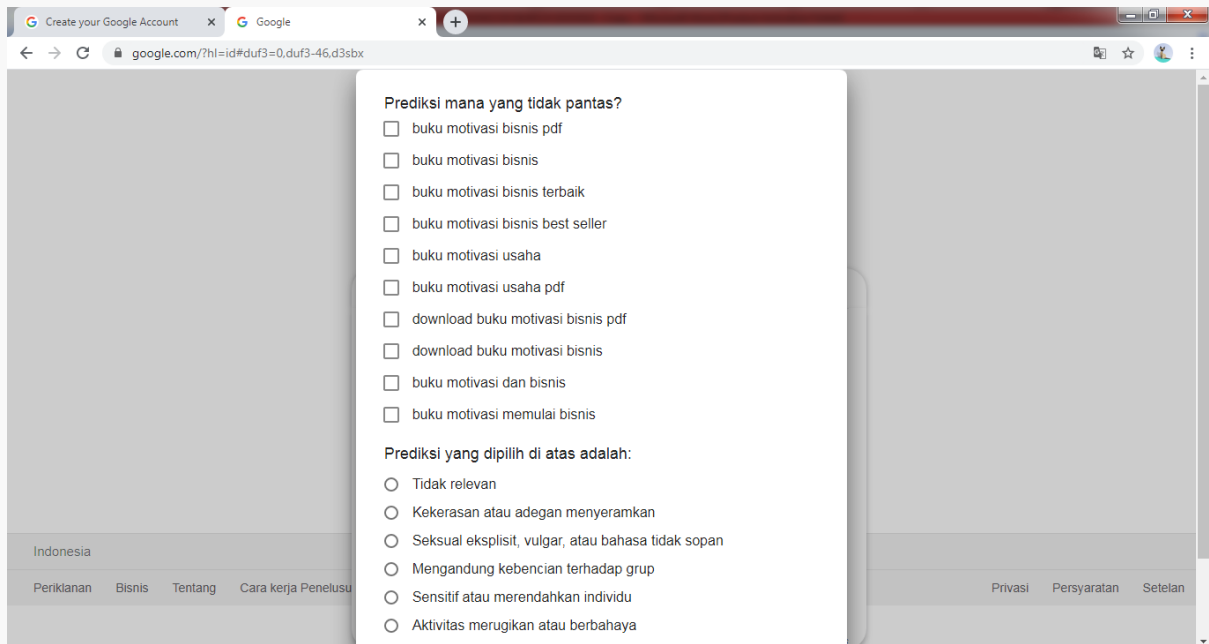 Create your Google Account
Google
google.com/?hl=id#duf3=0,duf3-46,d3sbx
Prediksi mana yang tidak pantas?
buku motivasi bisnis pdf
buku motivasi bisnis
buku motivasi bisnis terbaik
buku motivasi bisnis best seller
buku motivasi usaha
buku motivasi usaha pdf
download buku motivasi bisnis pdf
download buku motivasi bisnis
buku motivasi dan bisnis
buku motivasi memulai bisnis
Prediksi yang dipilih di atas adalah:
Tidak relevan
Kekerasan atau adegan menyeramkan
Seksual eksplisit, vulgar, atau bahasa tidak sopan
Mengandung kebencian terhadap grup
Sensitif atau merendahkan individu
Aktivitas merugikan atau berbahaya
Indonesia
Periklanan Bisnis Tentang Cara kerja Penelusu Privasi Persyaratan Setelan